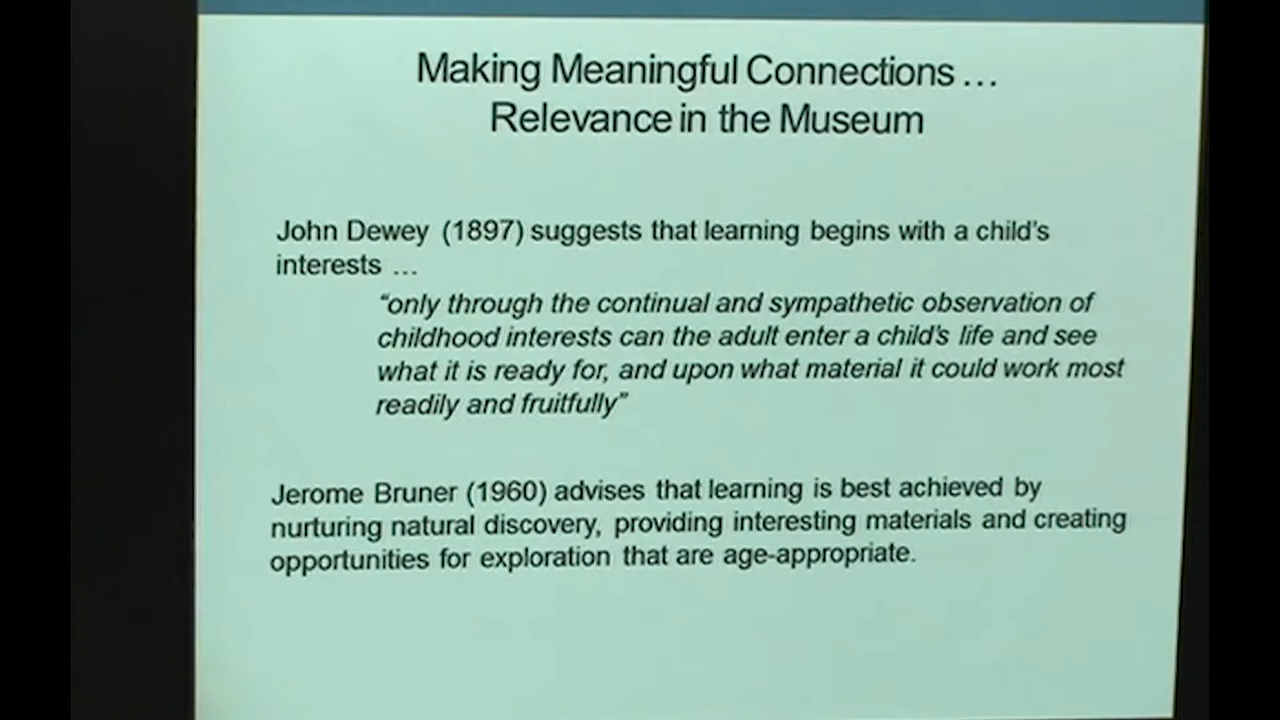 Making Meaningful Connections ...
Relevance in the Museum
John Dewey (1897) suggests that learning begins with a child's
interests ...
"only through the continual and sympathetic observation of
childhood interests can the adult enter a child's life and see
what it is ready for, and upon what material it could work most
readily and fruitfully"
Jerome Bruner (1960) advises that learning is best achieved by
nurturing natural discovery, providing interesting materials and creating
opportunities for exploration that are age-appropriate.